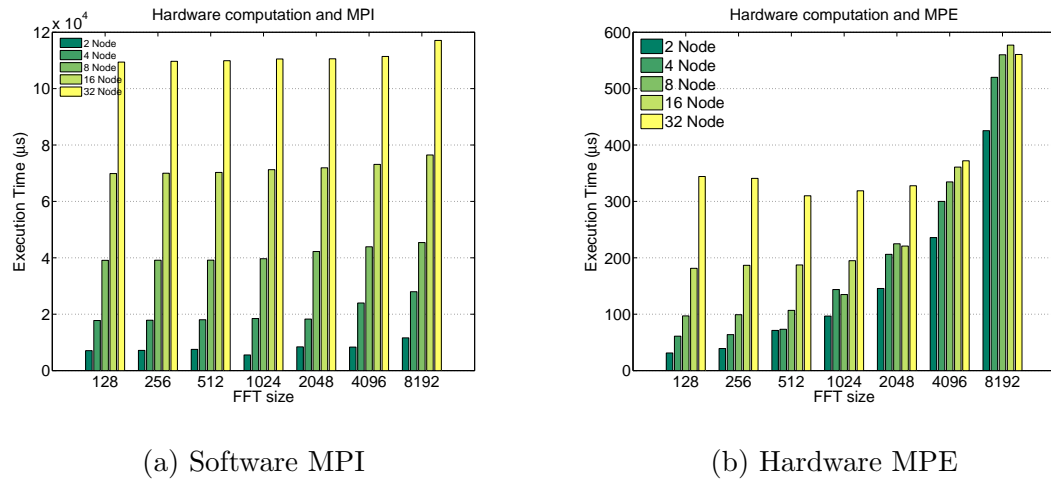 Hardware computation and MPI
12 x 10^4
10
8
6
4
2
0
Execution Time (µs)
2 Node
4 Node
8 Node
16 Node
32 Node
128 256 512 1024 2048 4096 8192
FFT size
(a) Software MPI
Hardware computation and MPE
600
500
400
300
200
100
0
Execution Time (µs)
2 Node
4 Node
8 Node
16 Node
32 Node
128 256 512 1024 2048 4096 8192
FFT size
(b) Hardware MPE